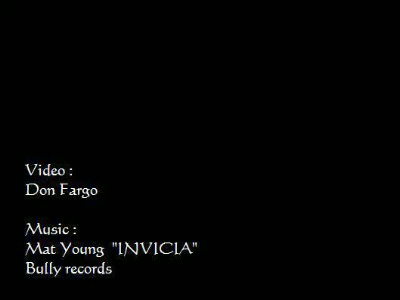 Video :
Don Fargo
Music :
Mat Young "INVICIA"
Bully records